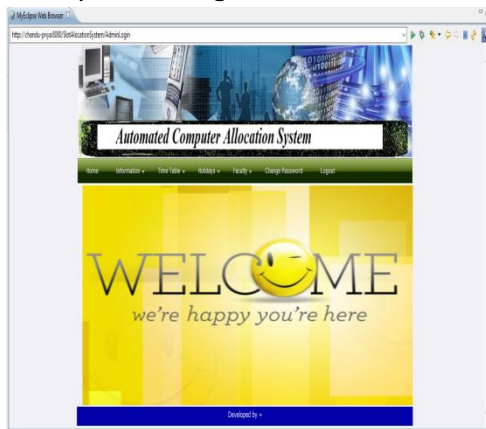 MyEclipse Web Browser
http://chandu-priya:8080/SlotAllocationSystem/AdminLogin
Automated Computer Allocation System
Home Information Time Table Holidays Faculty Change Password Logout
WELCOME
we're happy you're here
Developed by ~